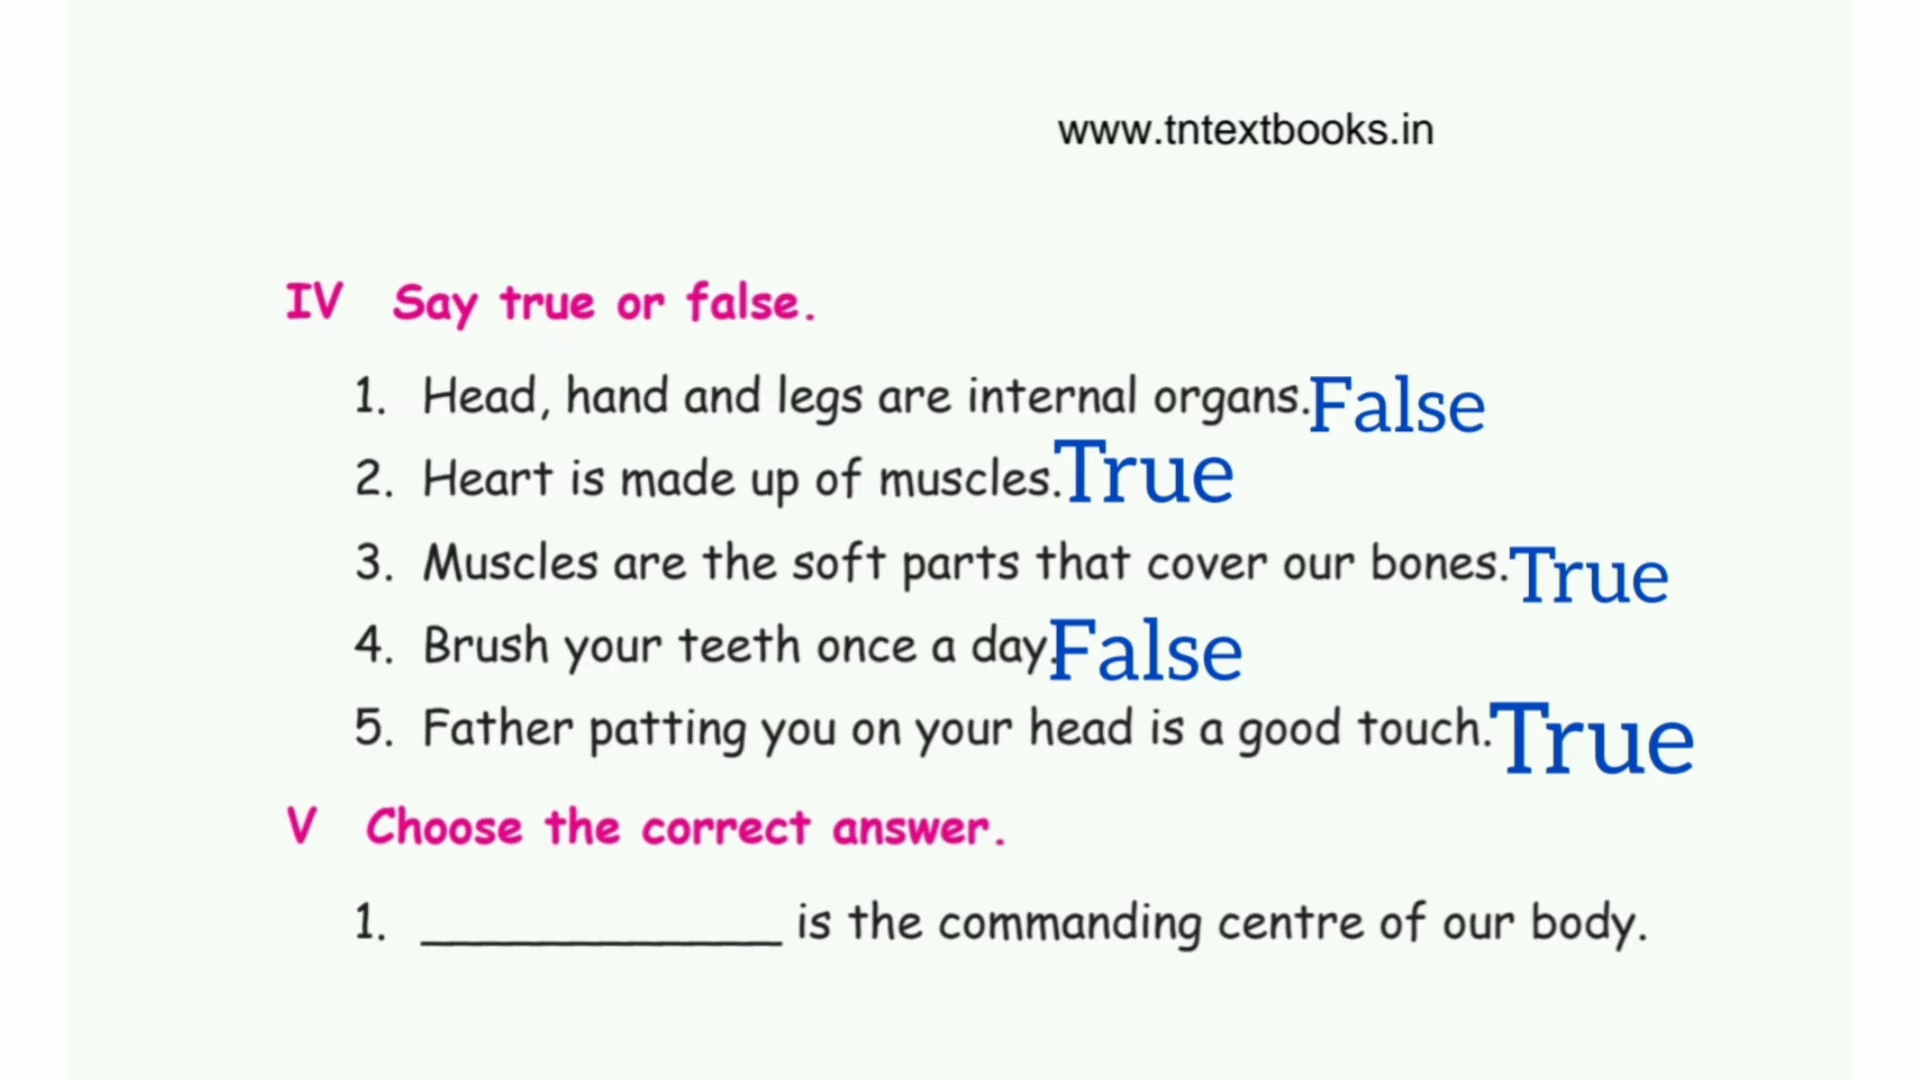 www.tntextbooks.in
IV Say true or false.
1. Head, hand and legs are internal organs.False
2. Heart is made up of muscles.True
3. Muscles are the soft parts that cover our bones.True
4. Brush your teeth once a day.False
5. Father patting you on your head is a good touch.True
V Choose the correct answer.
1. ____________ is the commanding centre of our body.